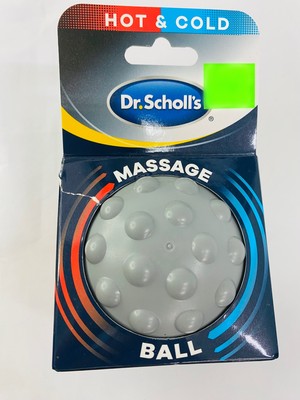 HOT & COLD
Dr. Scholl's
®
MASSAGE
BALL